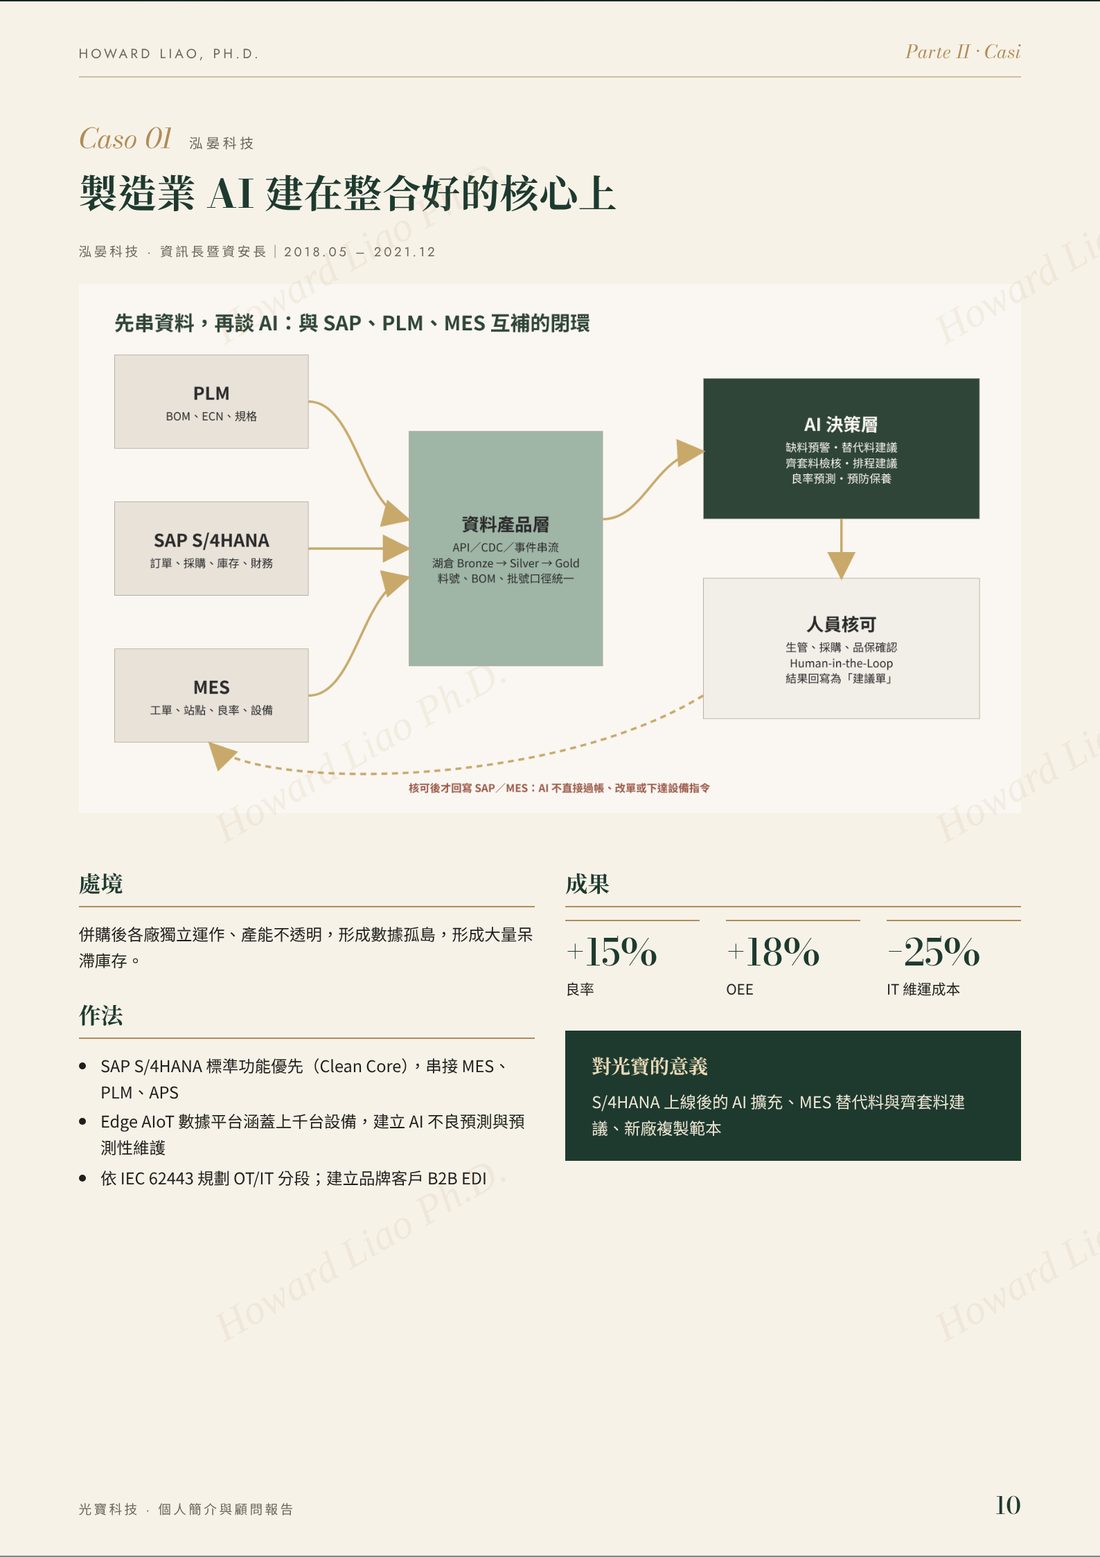 HOWARD LIAO, PH.D.
Parte II · Casi
Caso 01 泓晏科技
製造業 AI 建在整合好的核心上
泓晏科技 · 資訊長暨資安長｜2018.05 – 2021.12
先串資料，再談 AI：與 SAP、PLM、MES 互補的閉環
PLM
BOM、ECN、規格
SAP S/4HANA
訂單、採購、庫存、財務
MES
工單、站點、良率、設備
資料產品層
API／CDC／事件串流
湖倉 Bronze → Silver → Gold
料號、BOM、批號口徑統一
AI 決策層
缺料預警・替代料建議
齊套料檢核・排程建議
良率預測・預防保養
人員核可
生管、採購、品保確認
Human-in-the-Loop
結果回寫為「建議單」
核可後才回寫 SAP／MES：AI 不直接過帳、改單或下達設備指令
處境
併購後各廠獨立運作、產能不透明，形成數據孤島，形成大量呆
滯庫存。
作法
• SAP S/4HANA 標準功能優先（Clean Core），串接 MES、
PLM、APS
• Edge AIoT 數據平台涵蓋上千台設備，建立 AI 不良預測與預
測性維護
• 依 IEC 62443 規劃 OT/IT 分段；建立品牌客戶 B2B EDI
成果
+15%
良率
+18%
OEE
−25%
IT 維運成本
對光寶的意義
S/4HANA 上線後的 AI 擴充、MES 替代料與齊套料建
議、新廠複製範本
光寶科技 · 個人簡介與顧問報告
10
Howard Liao Ph.D.
Howard Liao Ph.D.
Howard Liao Ph.D.